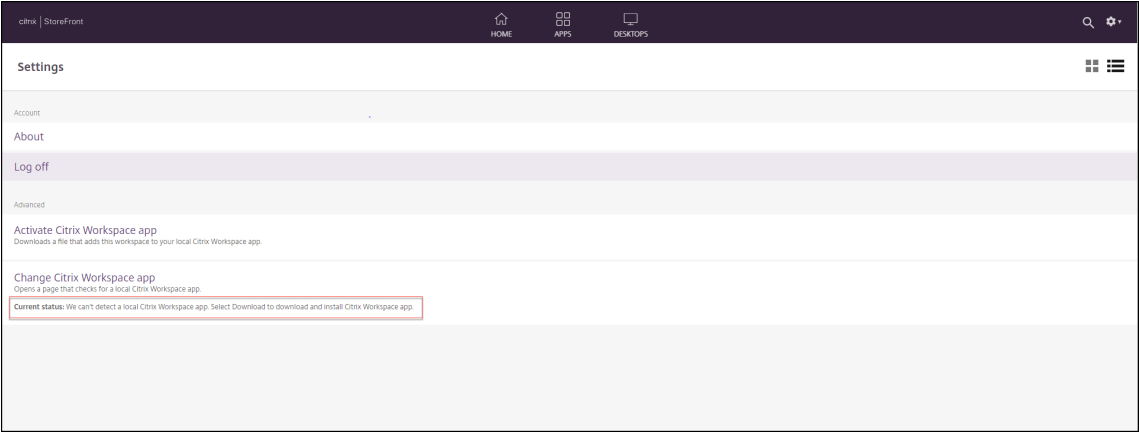 citrix | StoreFront
HOME
APPS
DESKTOPS
Settings
Account
About
Log off
Advanced
Activate Citrix Workspace app
Downloads a file that adds this workspace to your local Citrix Workspace app.
Change Citrix Workspace app
Opens a page that checks for a local Citrix Workspace app.
Current status: We can't detect a local Citrix Workspace app. Select Download to download and install Citrix Workspace app.